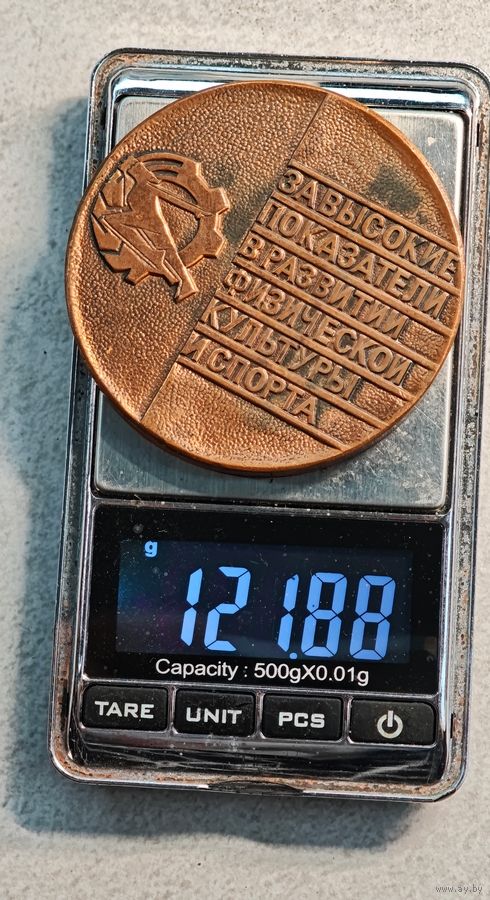 ЗА ВЫСОКИЕ
ПОКАЗАТЕЛИ
В РАЗВИТИИ
ФИЗИЧЕСКОЙ
КУЛЬТУРЫ
И СПОРТА
g
121.88
Capacity : 500gX0.01g
TARE UNIT PCS
www.ay.by